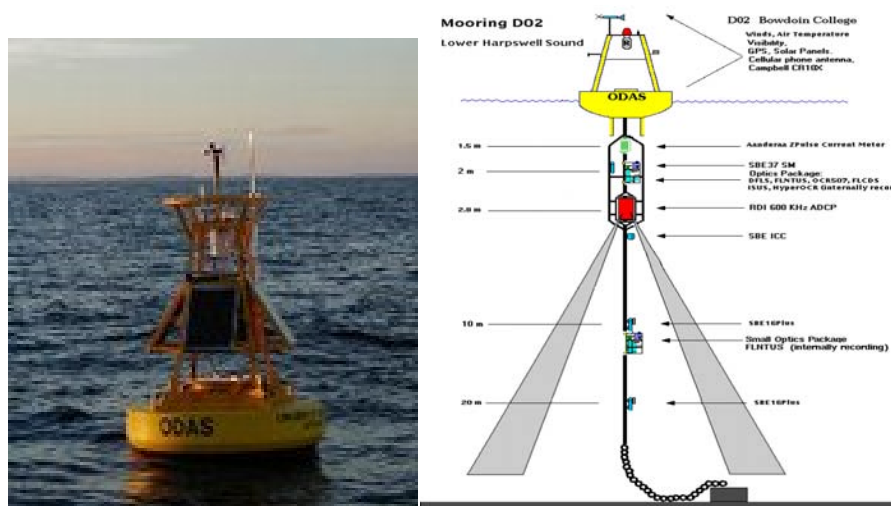 ODAS
Mooring D02
Lower Harpswell Sound
D02 Bowdoin College
Winds, Air Temperature
Visibility,
GPS, Solar Panels.
Cellular phone antenna,
Campbell CR10X
ODAS
1.5 m
Aanderaa ZPulse Current Meter
2 m
SBE37 SM
Optics Package:
DFLS, FLNTUS, OCR507, FLCDS
ISUS, HyperOCR (internally recor
2.0 m
RDI 600 KHz ADCP
SBE ICC
10 m
SBE16Plus
Small Optics Package
FLNTUS (internally recording)
20 m
SBE16Plus